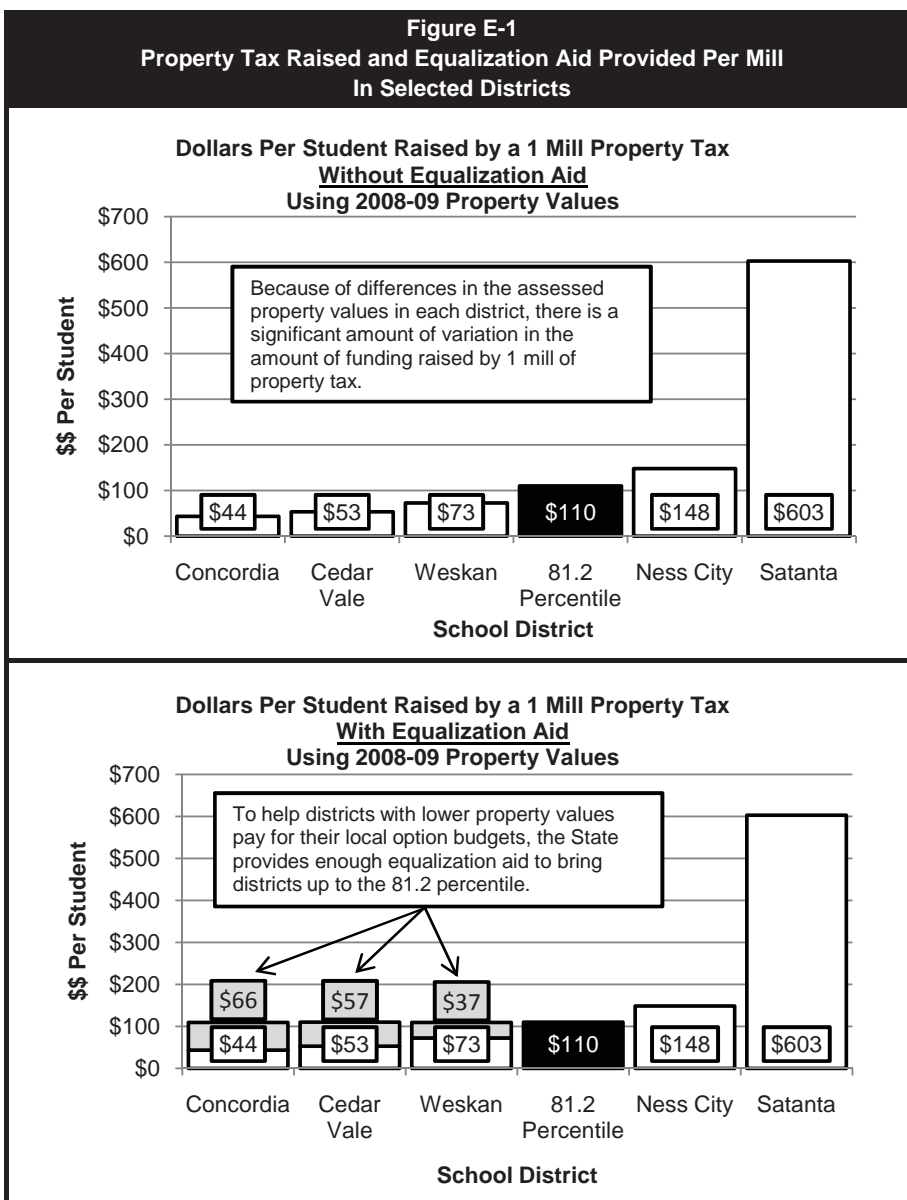 Figure E-1
Property Tax Raised and Equalization Aid Provided Per Mill
In Selected Districts
Dollars Per Student Raised by a 1 Mill Property Tax
Without Equalization Aid
Using 2008-09 Property Values
$700
$600
$500
$400
$300
$200
$100
$0
$$ Per Student
Because of differences in the assessed
property values in each district, there is a
significant amount of variation in the
amount of funding raised by 1 mill of
property tax.
$44 $53 $73 $110 $148 $603
Concordia Cedar Weskan 81.2 Ness City Satanta
Vale Percentile
School District
Dollars Per Student Raised by a 1 Mill Property Tax
With Equalization Aid
Using 2008-09 Property Values
$700
$600
$500
$400
$300
$200
$100
$0
$$ Per Student
To help districts with lower property values
pay for their local option budgets, the State
provides enough equalization aid to bring
districts up to the 81.2 percentile.
$66 $57 $37
$44 $53 $73 $110 $148 $603
Concordia Cedar Weskan 81.2 Ness City Satanta
Vale Percentile
School District